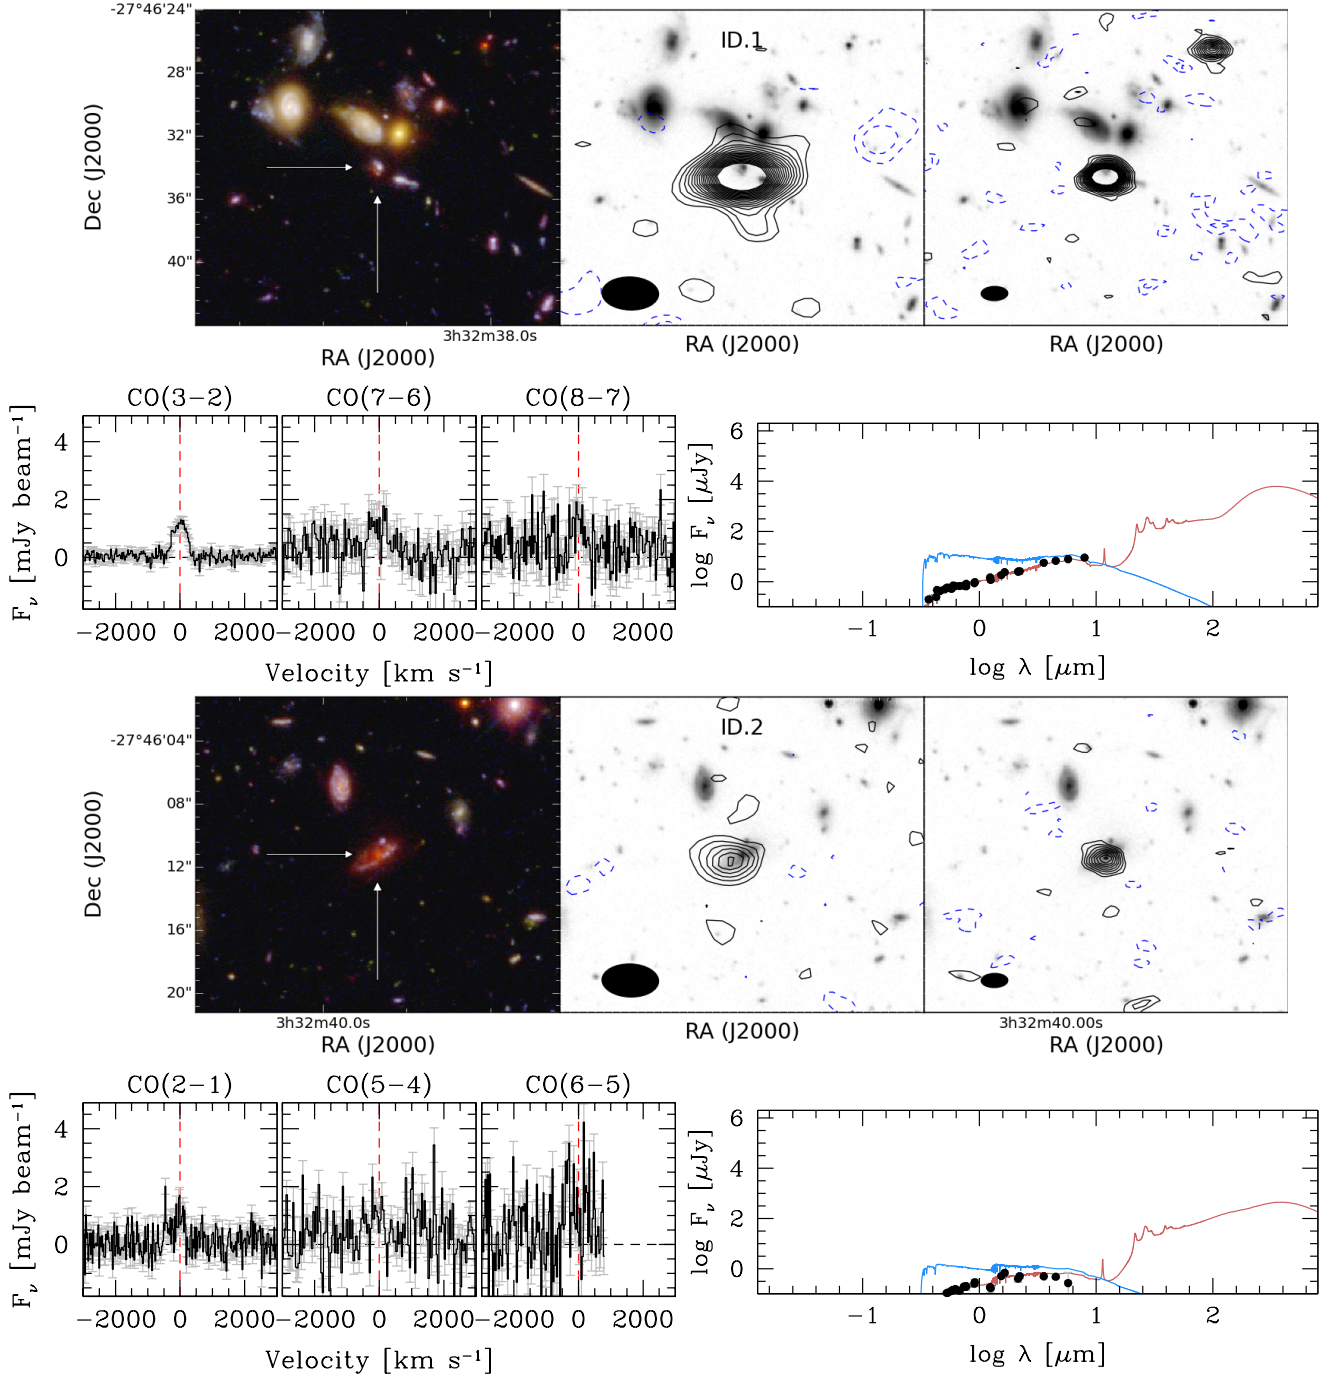 -27°46'24"
28"
32"
36"
40"
Dec (J2000)
ID.1
3h32m38.0s
RA (J2000)
RA (J2000)
RA (J2000)
CO(3−2)
CO(7−6)
CO(8−7)
F_ν [mJy beam⁻¹]
4
2
0
−2000 0 2000
−2000 0 2000
−2000 0 2000
Velocity [km s⁻¹]
log F_ν [μJy]
6
4
2
0
−1 0 1 2
log λ [μm]
-27°46'04"
08"
12"
16"
20"
Dec (J2000)
ID.2
3h32m40.0s
3h32m40.00s
RA (J2000)
RA (J2000)
RA (J2000)
CO(2−1)
CO(5−4)
CO(6−5)
F_ν [mJy beam⁻¹]
4
2
0
−2000 0 2000
−2000 0 2000
−2000 0 2000
Velocity [km s⁻¹]
log F_ν [μJy]
6
4
2
0
−1 0 1 2
log λ [μm]